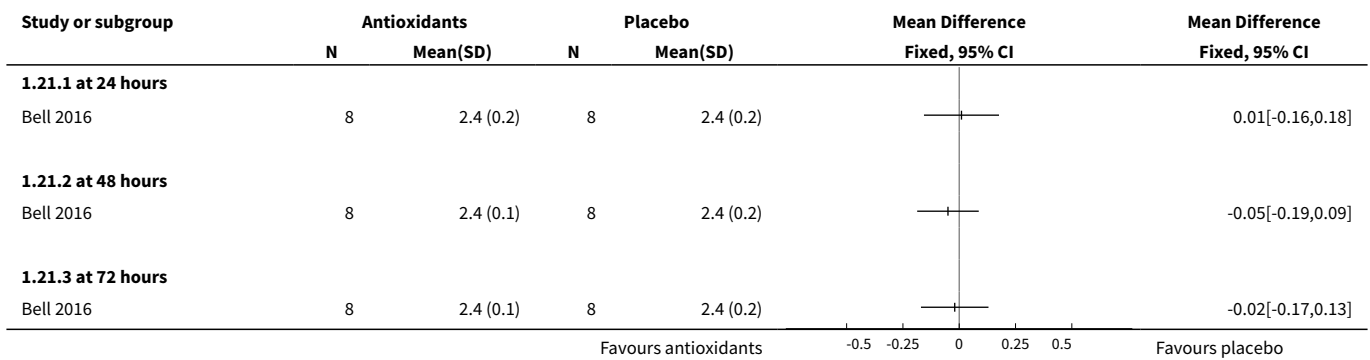 Study or subgroup Antioxidants Placebo Mean Difference Mean Difference
N Mean(SD) N Mean(SD) Fixed, 95% CI Fixed, 95% CI
1.21.1 at 24 hours
Bell 2016 8 2.4 (0.2) 8 2.4 (0.2) 0.01[-0.16,0.18]
1.21.2 at 48 hours
Bell 2016 8 2.4 (0.1) 8 2.4 (0.2) -0.05[-0.19,0.09]
1.21.3 at 72 hours
Bell 2016 8 2.4 (0.1) 8 2.4 (0.2) -0.02[-0.17,0.13]
Favours antioxidants -0.5 -0.25 0 0.25 0.5 Favours placebo